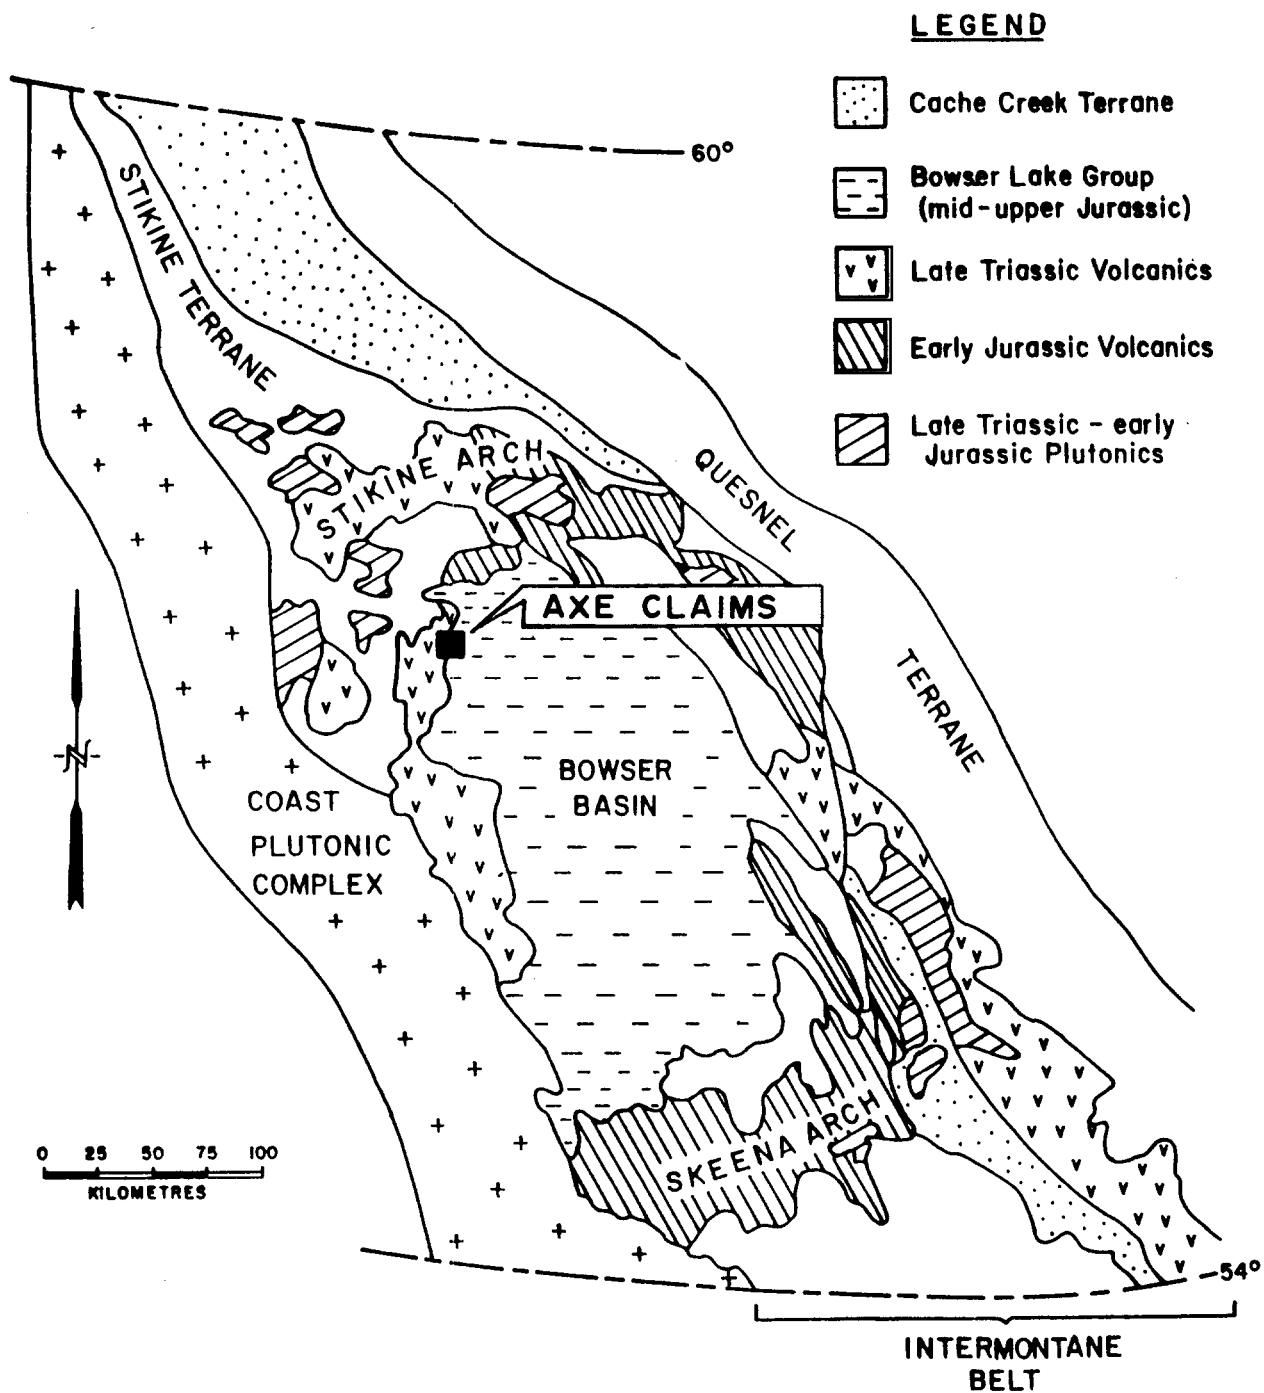 LEGEND
Cache Creek Terrane
Bowser Lake Group
(mid-upper Jurassic)
Late Triassic Volcanics
Early Jurassic Volcanics
Late Triassic - early
Jurassic Plutonics
60°
STIKINE TERRANE
STIKINE ARCH
QUESNEL
TERRANE
AXE CLAIMS
N
BOWSER
BASIN
COAST
PLUTONIC
COMPLEX
SKEENA ARCH
0 25 50 75 100
KILOMETRES
54°
INTERMONTANE
BELT